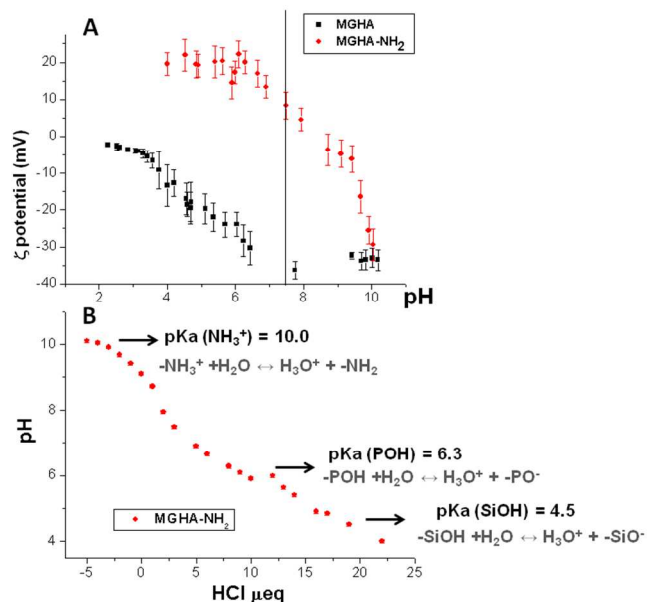 A
MGHA
MGHA-NH2
ζ potential (mV)
20
10
0
-10
-20
-30
-40
2
4
6
8
10
pH
B
pKa (NH3+) = 10.0
-NH3+ +H2O ↔ H3O+ + -NH2
pKa (POH) = 6.3
-POH +H2O ↔ H3O+ + -PO-
pKa (SiOH) = 4.5
-SiOH +H2O ↔ H3O+ + -SiO-
MGHA-NH2
pH
10
8
6
4
-5
0
5
10
15
20
25
HCl μeq